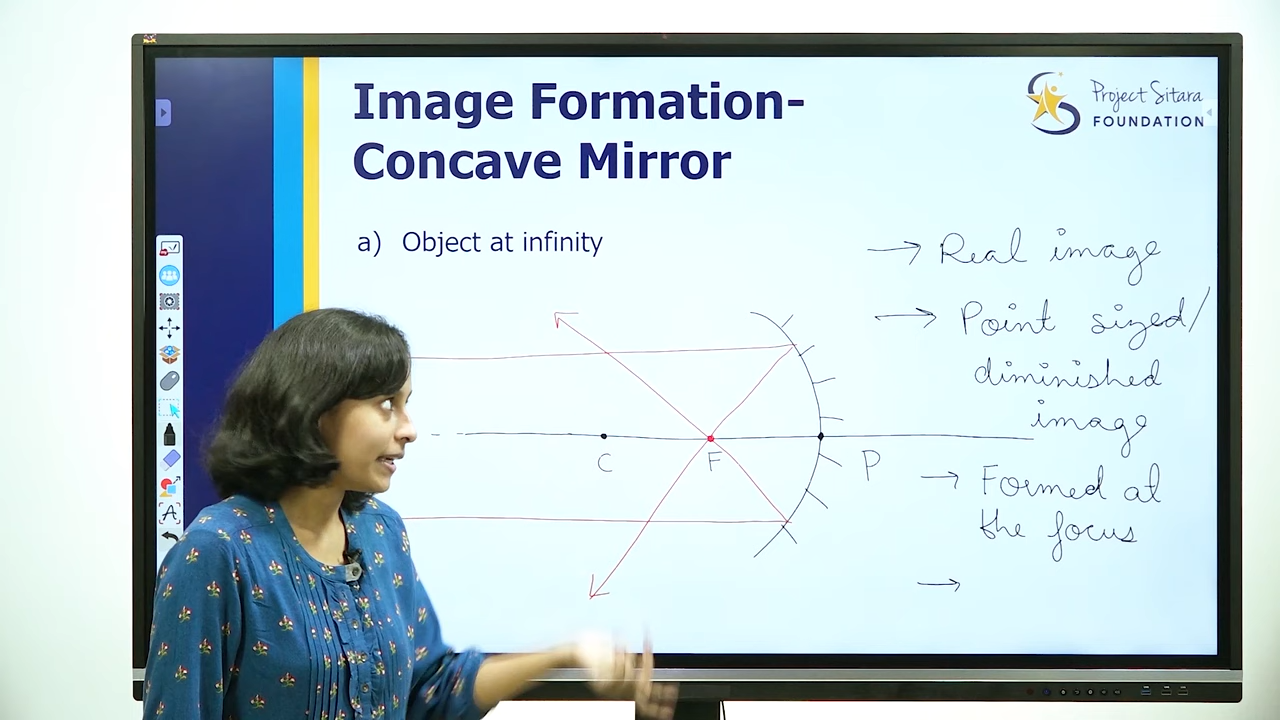 Image Formation-
Concave Mirror
Project Sitara
FOUNDATION
a) Object at infinity
→ Real image
→ Point sized/
diminished
image
C
F
P
→ Formed at
the focus
→
A